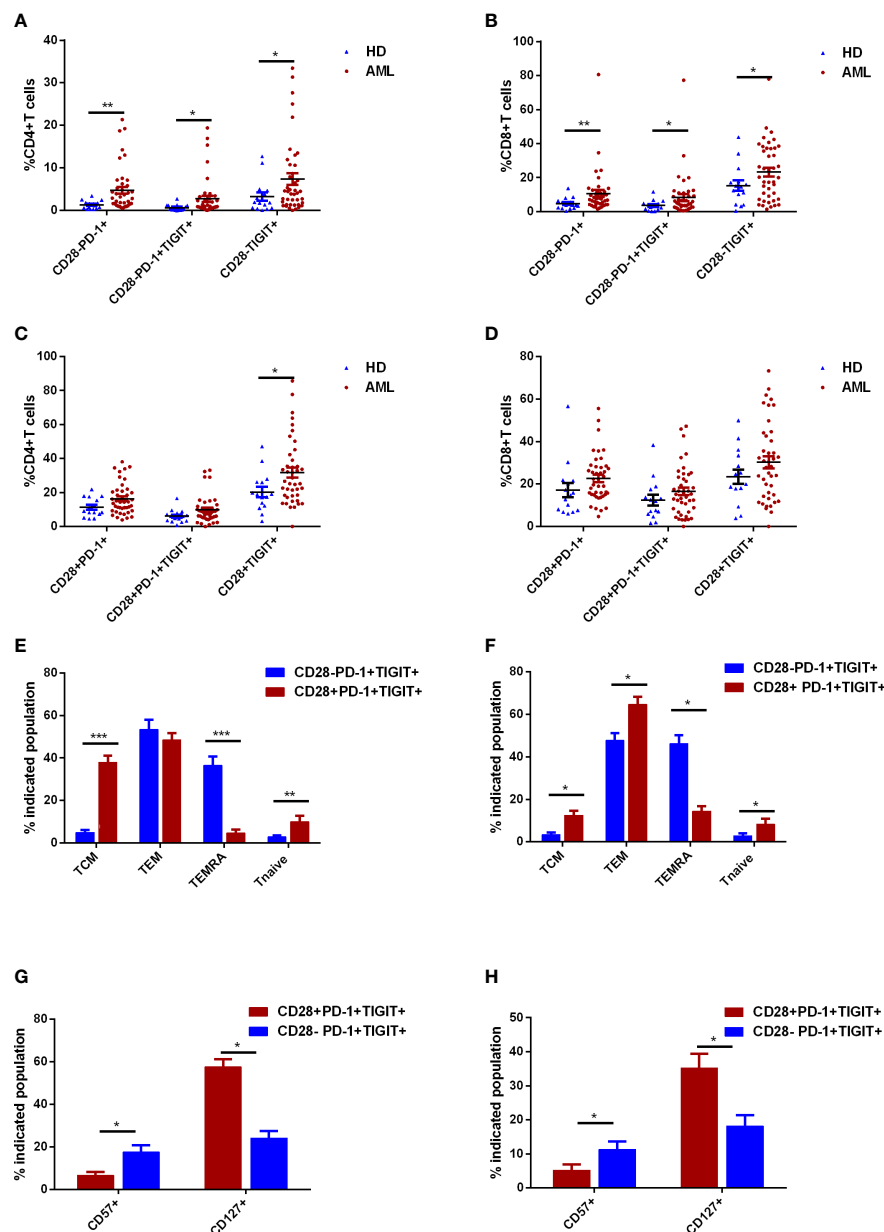 A
%CD4+T cells
40
30
20
10
0
** * *
HD
AML
CD28-PD-1+
CD28-PD-1+TIGIT+
CD28-TIGIT+
B
%CD8+T cells
100
80
60
40
20
0
** * *
HD
AML
CD28-PD-1+
CD28-PD-1+TIGIT+
CD28-TIGIT+
C
%CD4+T cells
100
80
60
40
20
0
*
HD
AML
CD28+PD-1+
CD28+PD-1+TIGIT+
CD28+TIGIT+
D
%CD8+T cells
80
60
40
20
0
HD
AML
CD28+PD-1+
CD28+PD-1+TIGIT+
CD28+TIGIT+
E
% indicated population
80
60
40
20
0
CD28-PD-1+TIGIT+
CD28+PD-1+TIGIT+
*** *** **
TCM
TEM
TEMRA
Tnaive
F
% indicated population
80
60
40
20
0
CD28-PD-1+TIGIT+
CD28+ PD-1+TIGIT+
* * * *
TCM
TEM
TEMRA
Tnaive
G
% indicated population
80
60
40
20
0
CD28+PD-1+TIGIT+
CD28- PD-1+TIGIT+
* *
CD57+
CD127+
H
% indicated population
50
40
30
20
10
0
CD28+PD-1+TIGIT+
CD28- PD-1+TIGIT+
* *
CD57+
CD127+